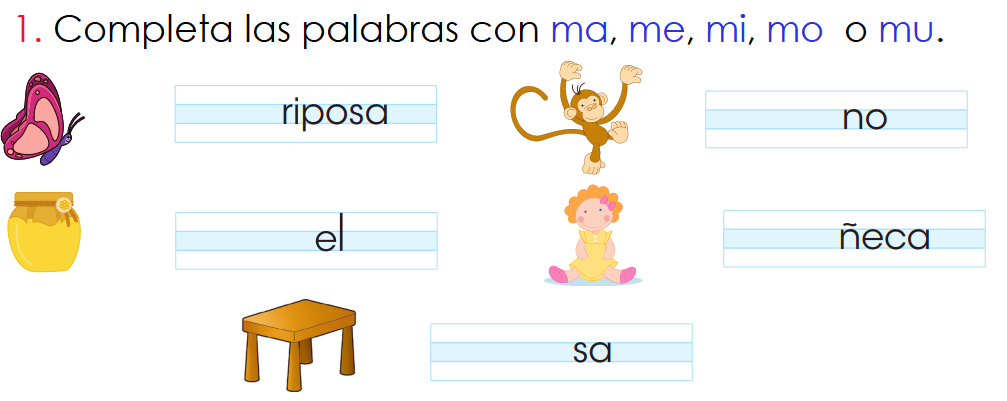 1. Completa las palabras con ma, me, mi, mo o mu.
riposa
no
el
ñeca
sa